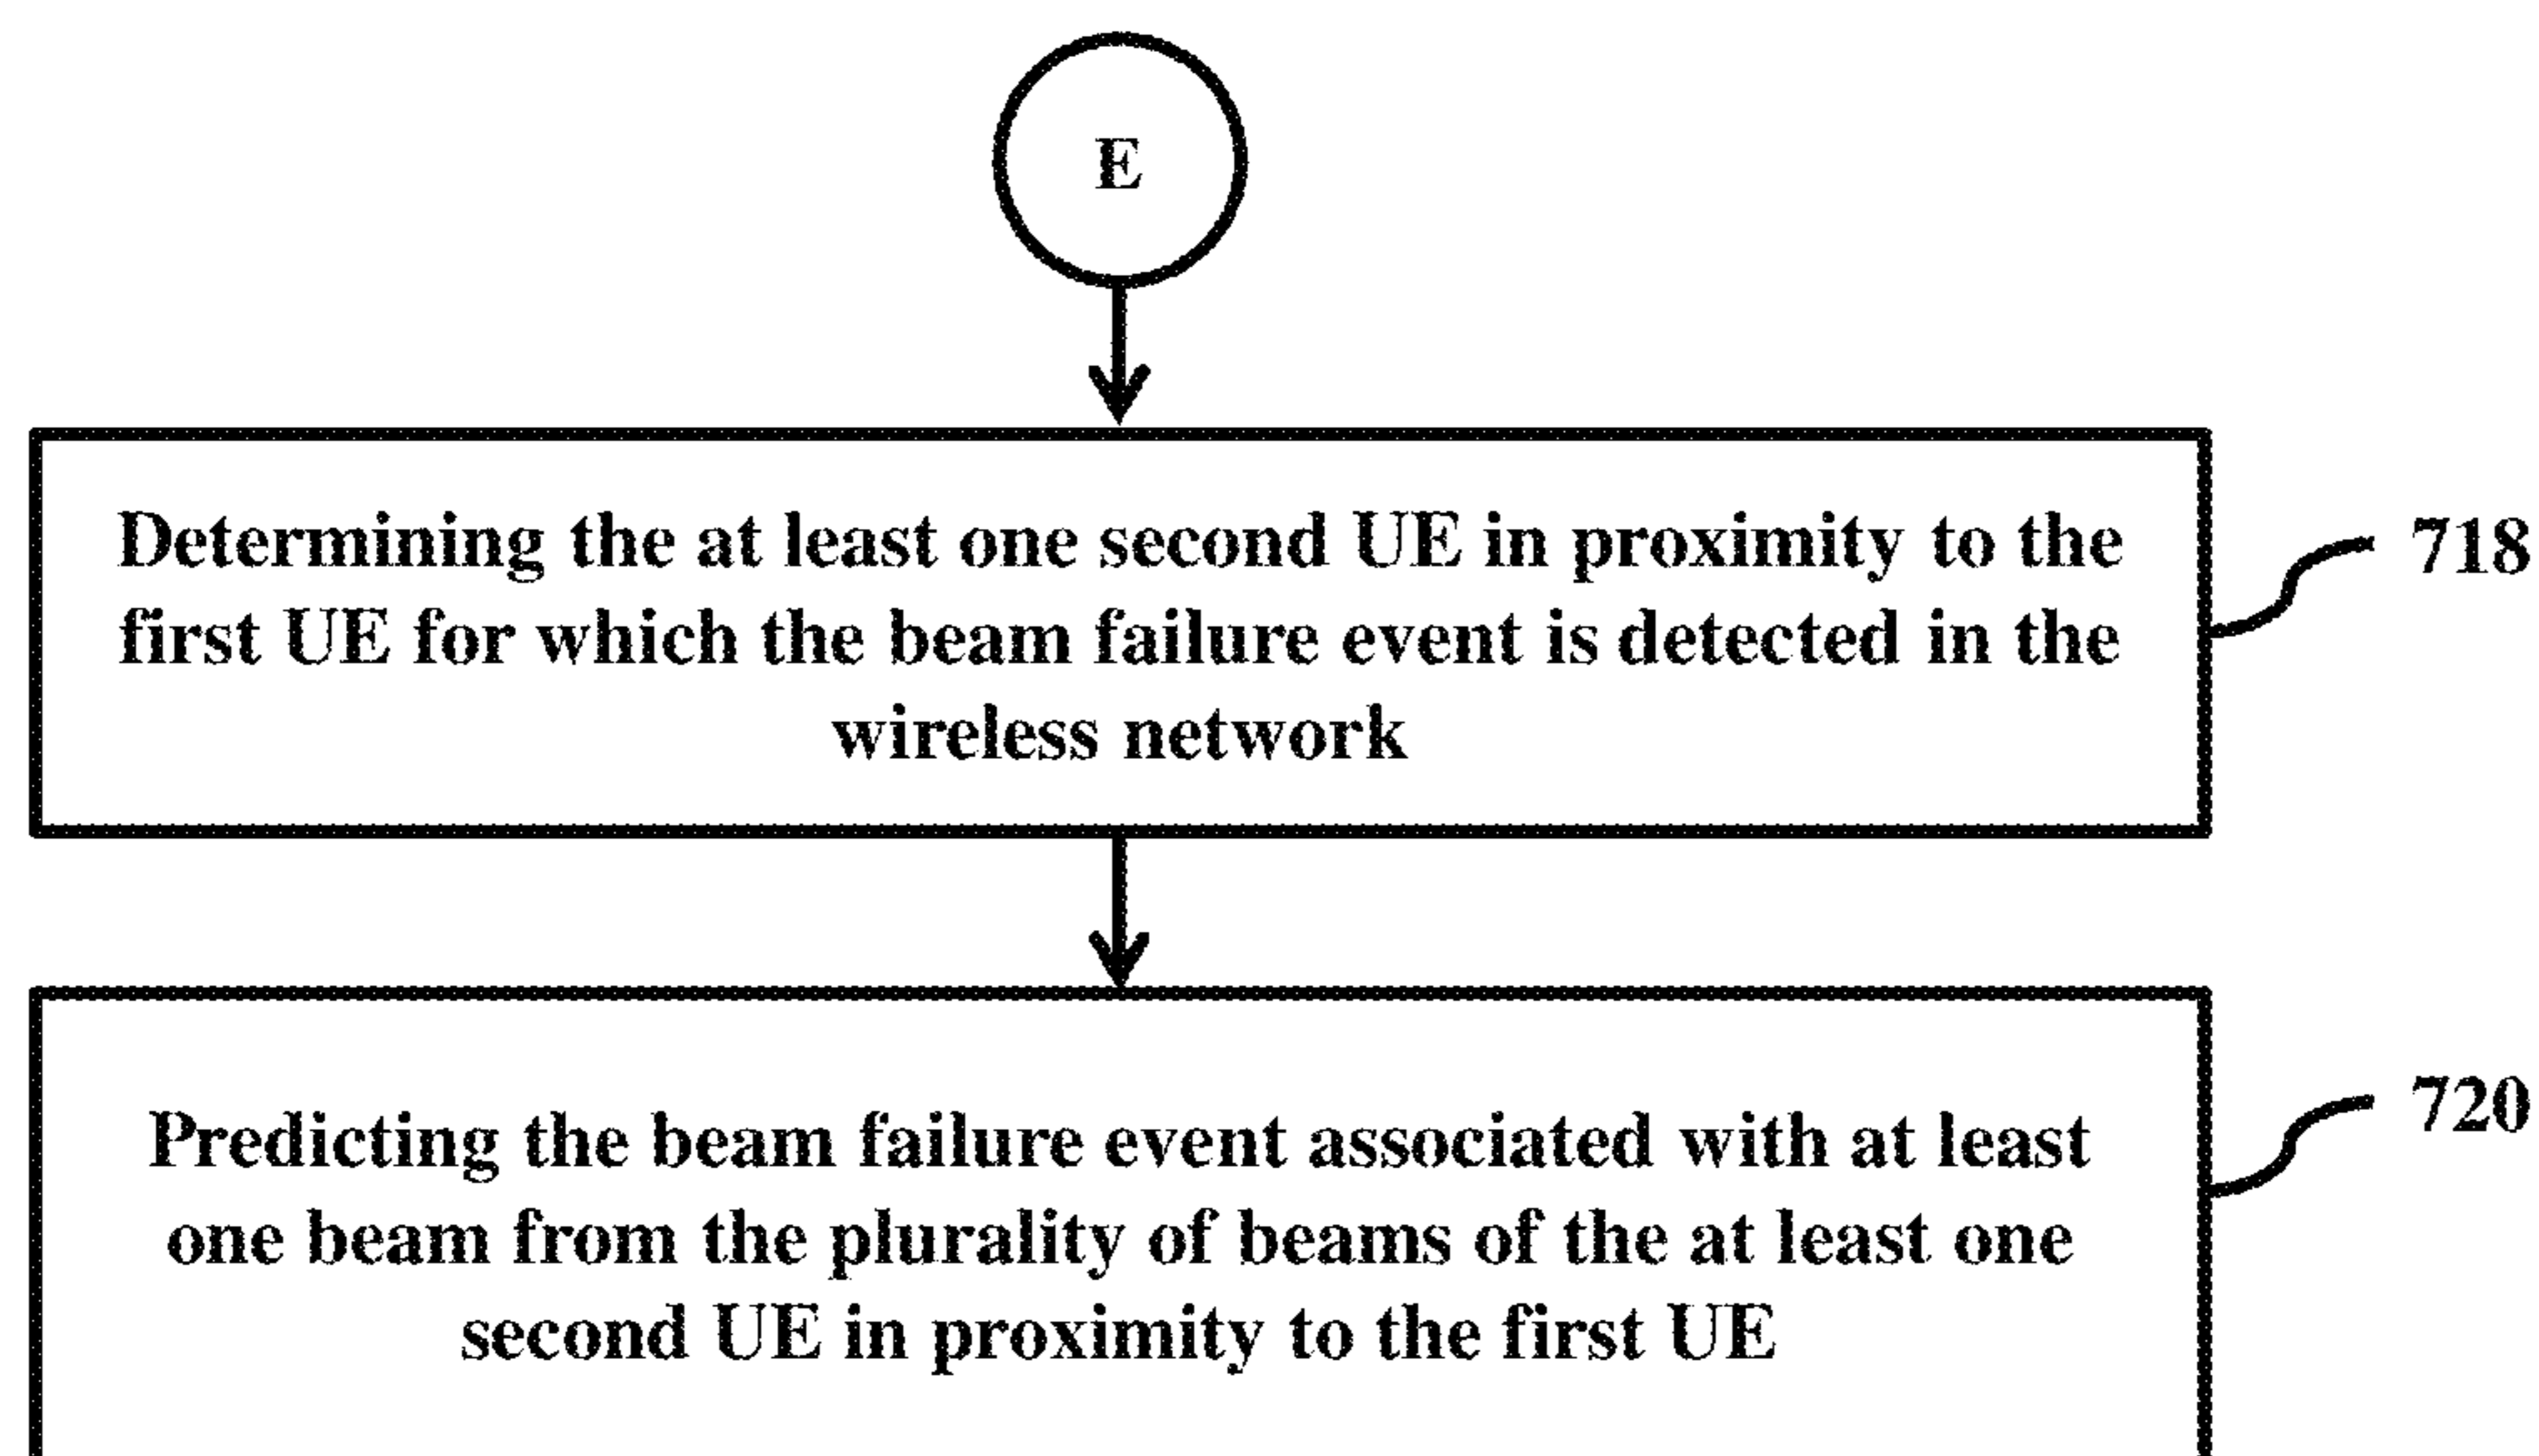 E
Determining the at least one second UE in proximity to the
first UE for which the beam failure event is detected in the
wireless network
718
Predicting the beam failure event associated with at least
one beam from the plurality of beams of the at least one
second UE in proximity to the first UE
720